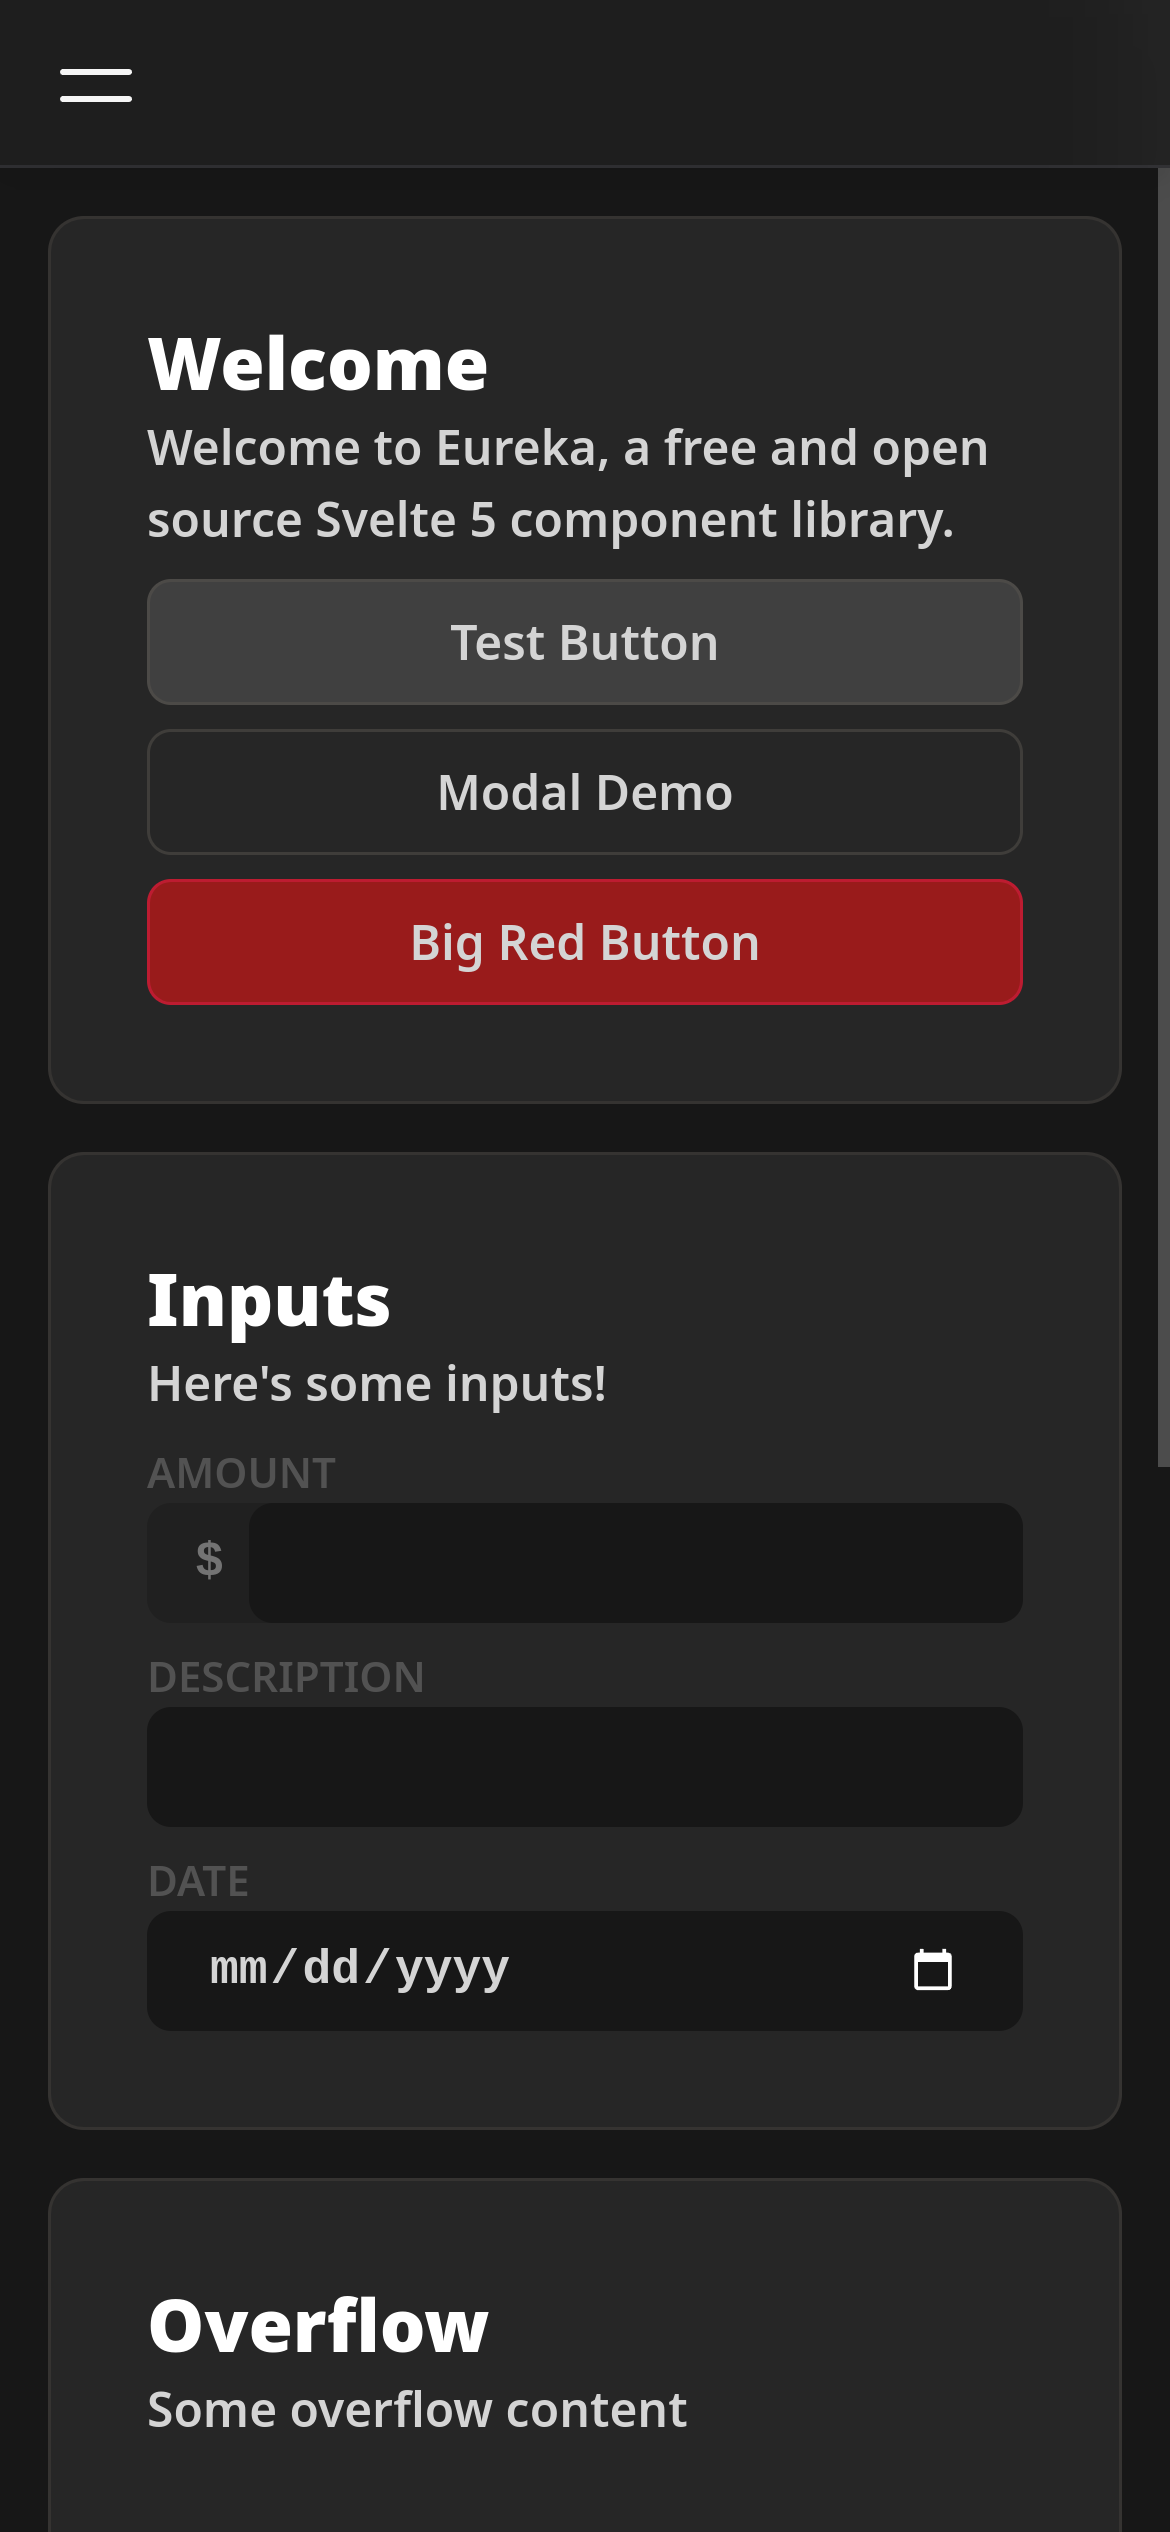 Welcome
Welcome to Eureka, a free and open
source Svelte 5 component library.
Test Button
Modal Demo
Big Red Button
Inputs
Here's some inputs!
AMOUNT
$
DESCRIPTION
DATE
mm/dd/yyyy
Overflow
Some overflow content